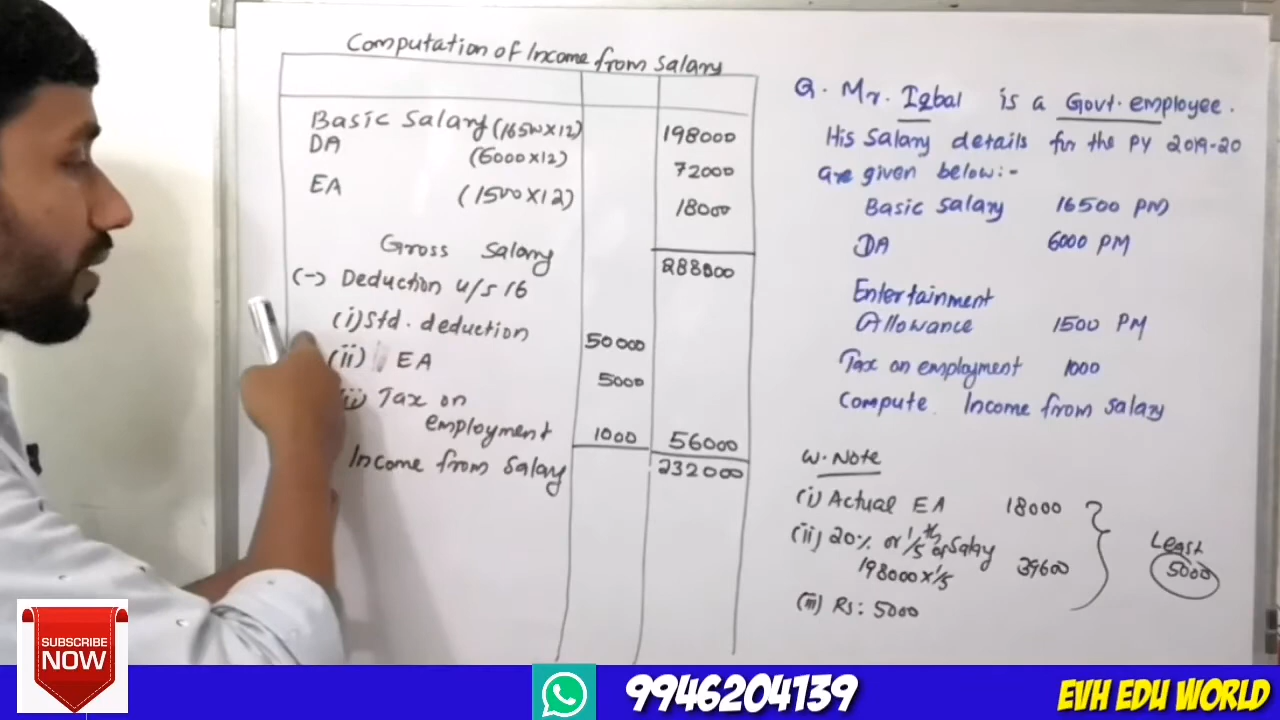 Computation of Income from Salary
Basic Salary (16500x12) 198000
DA (6000x12) 72000
EA (1500x12) 18000
Gross Salary 288000
(-) Deduction u/s 16
(i) Std. deduction 50000
(ii) EA 5000
Tax on
employment 1000 56000
Income from Salary 232000
Q. Mr. Iqbal is a Govt. employee.
His Salary details for the PY 2019-20
are given below:-
Basic Salary 16500 PM
DA 6000 PM
Entertainment
Allowance 1500 PM
Tax on employment 1000
Compute Income from Salary
W. Note
(i) Actual EA 18000
(ii) 20% or 1/5th of Salary
198000 x 1/5 39600
(iii) Rs: 5000
Least
5000
SUBSCRIBE
NOW
9946204139
EVH EDU WORLD